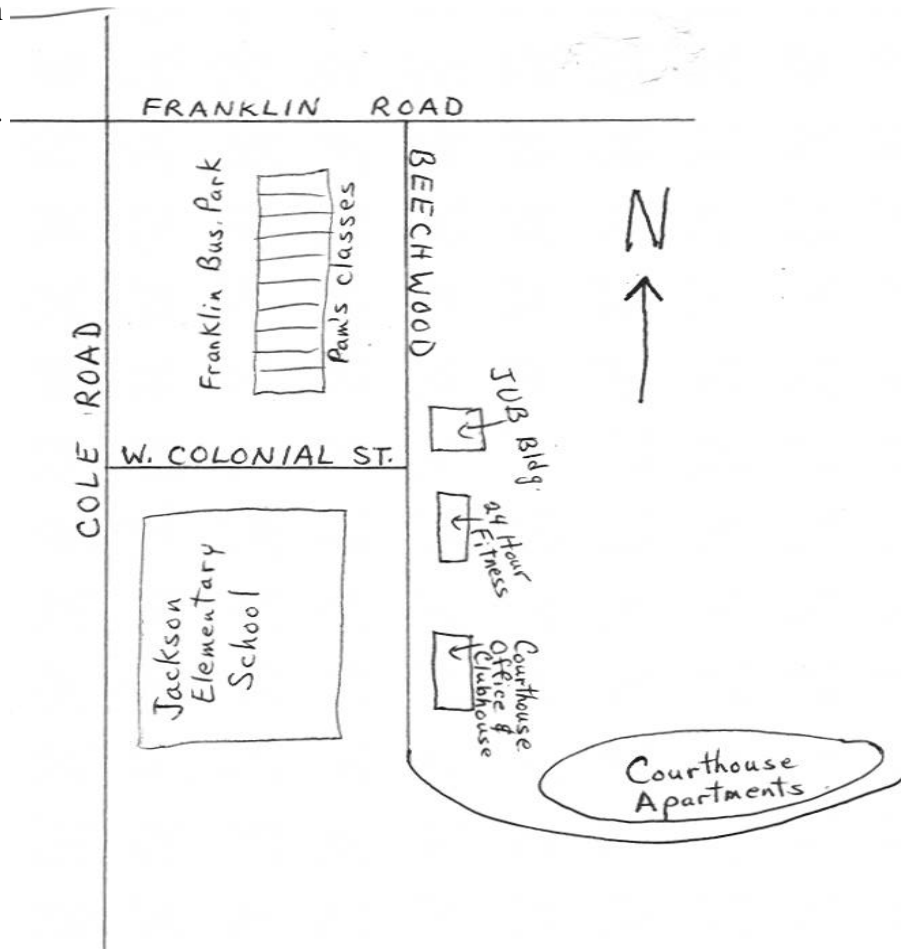 FRANKLIN ROAD
Franklin Bus. Park
Pam's classes
BEECHWOOD
N
COLE ROAD
JUB Bldg.
W. COLONIAL ST.
24 Hour
Fitness
Jackson
Elementary
School
Courthouse
Office &
Clubhouse
Courthouse
Apartments